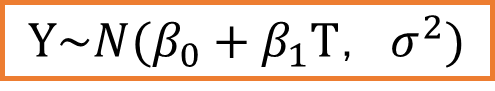 Y~N(β₀ + β₁T, σ²)